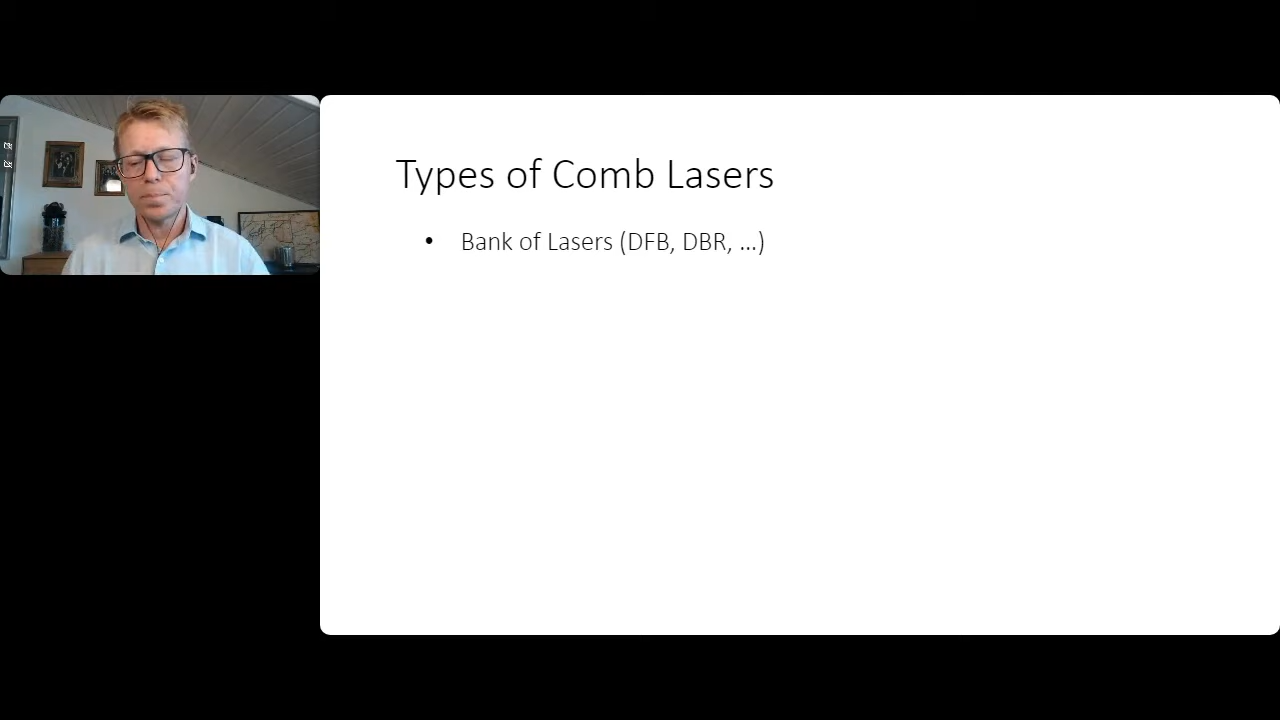 Types of Comb Lasers
• Bank of Lasers (DFB, DBR, ...)